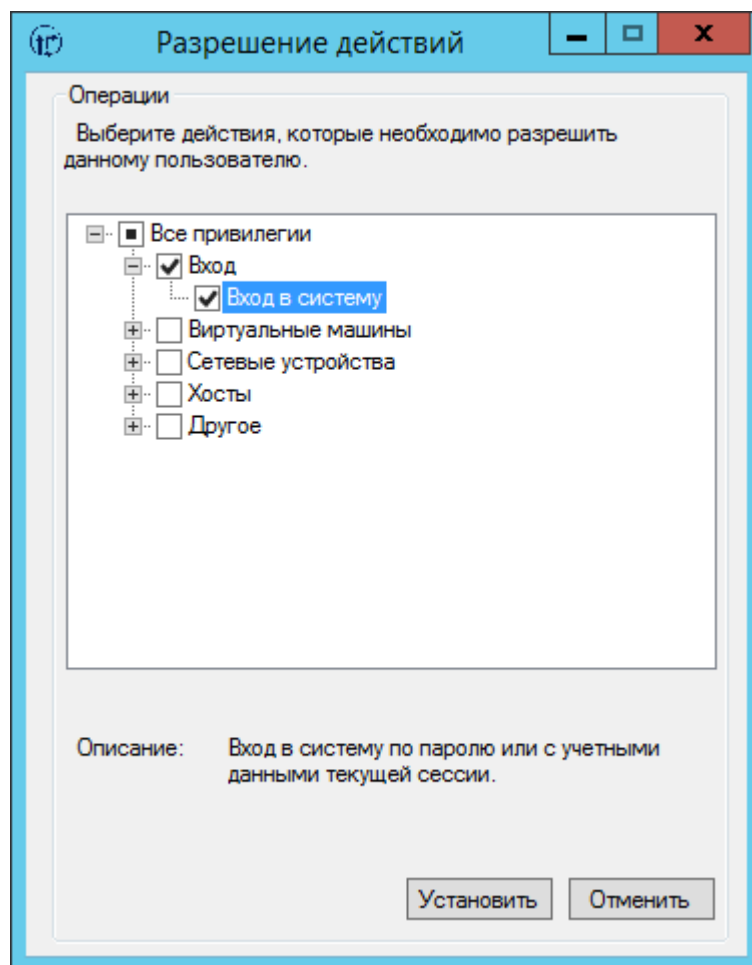 Разрешение действий
Операции
Выберите действия, которые необходимо разрешить
данному пользователю.
Все привилегии
Вход
Вход в систему
Виртуальные машины
Сетевые устройства
Хосты
Другое
Описание: Вход в систему по паролю или с учетными
данными текущей сессии.
Установить Отменить